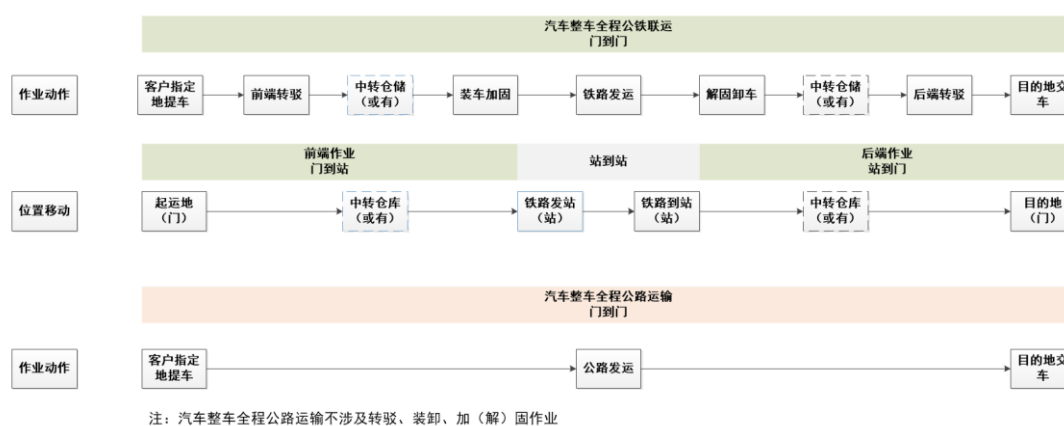 汽车整车全程公铁联运
门到门
作业动作
客户指定
地提车
前端转驳
中转仓储
（或有）
装车加固
铁路发运
解固卸车
中转仓储
（或有）
后端转驳
目的地交
车
前端作业
门到站
站到站
后端作业
站到门
位置移动
起运地
（门）
中转仓库
（或有）
铁路发站
（站）
铁路到站
（站）
中转仓库
（或有）
目的地
（门）
汽车整车全程公路运输
门到门
作业动作
客户指定
地提车
公路发运
目的地交
车
注：汽车整车全程公路运输不涉及转驳、装卸、加（解）固作业